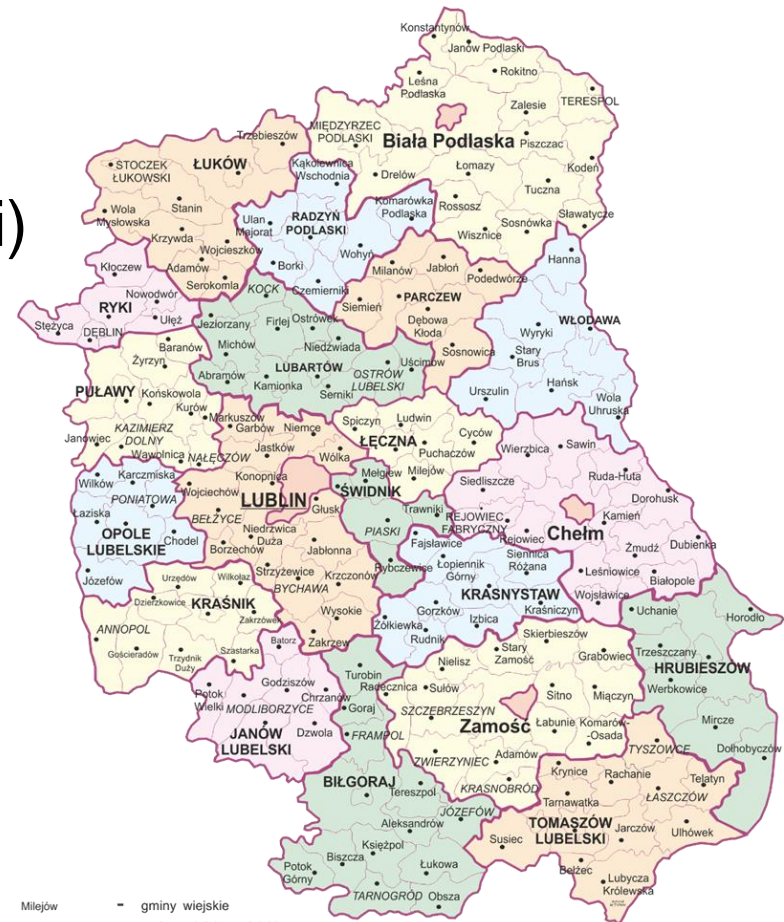 i)
Konstantynów
Janów Podlaski
Rokitno
Leśna
Podlaska
Zalesie
TERESPOL
MIĘDZYRZEC
PODLASKI
Biała Podlaska
Piszczac
Trzebieszów
STOCZEK
ŁUKOWSKI
ŁUKÓW
Kąkolewnica
Wschodnia
Drelów
Łomazy
Kodeń
Tuczna
Wola
Mysłowska
Stanin
Krzywda
Wojcieszków
Adamów
Serokomla
Ulan
Majorat
RADZYŃ
PODLASKI
Komarówka
Podlaska
Rossosz
Wisznice
Sosnówka
Sławatycze
Borki
Wohyń
Czemierniki
Milanów
Jabłoń
Podedwórze
Hanna
Kłoczew
Nowodwór
RYKI
Ułęż
Stężyca
DĘBLIN
KOCK
Siemień
PARCZEW
Dębowa
Kłoda
Sosnowica
WŁODAWA
Wyryki
Stary
Brus
Hańsk
Urszulin
Wola
Uhruska
Jeziorzany
Firlej
Ostrówek
Michów
Niedźwiada
LUBARTÓW
Abramów
Kamionka
Serniki
OSTRÓW
LUBELSKI
Uścimów
Baranów
Żyrzyn
PUŁAWY
Końskowola
Kurów
KAZIMIERZ
DOLNY
Janowiec
Wąwolnica
NAŁĘCZÓW
Markuszów
Garbów
Niemce
Jastków
Wólka
Spiczyn
Ludwin
ŁĘCZNA
Cyców
Puchaczów
Milejów
Wierzbica
Sawin
Ruda-Huta
Siedliszcze
Dorohusk
Kamień
Wilków
Karczmiska
PONIATOWA
Łaziska
OPOLE
LUBELSKIE
Chodel
Józefów
Wojciechów
Konopnica
LUBLIN
BEŁŻYCE
Głusk
Niedrzwica
Duża
Borzechów
Jabłonna
Strzyżewice
Krzczonów
BYCHAWA
Wysokie
Zakrzew
Mełgiew
ŚWIDNIK
Trawniki
PIASKI
Rybczewice
REJOWIEC
FABRYCZNY
Rejowiec
Chełm
Żmudź
Dubienka
Leśniowice
Białopole
Wojsławice
Fajsławice
Łopiennik
Górny
Siennica
Różana
KRASNYSTAW
Kraśniczyn
Gorzków
Izbica
Żółkiewka
Rudnik
Urzędów
Wilkołaz
Dzierzkowice
KRAŚNIK
Zakrzówek
ANNOPOL
Gościeradów
Trzydnik
Duży
Szastarka
Batorz
Potok
Wielki
Godziszów
Chrzanów
MODLIBORZYCE
JANÓW
LUBELSKI
Dzwola
Turobin
Radecznica
Goraj
FRAMPOL
BIŁGORAJ
Tereszpol
Aleksandrów
JÓZEFÓW
Księżpol
Biszcza
Potok
Górny
Łukowa
TARNOGRÓD
Obsza
Nielisz
Stary
Zamość
Skierbieszów
Grabowiec
Sułów
SZCZEBRZESZYN
Sitno
Miączyn
Zamość
Łabunie
Komarów-
-Osada
ZWIERZYNIEC
Adamów
KRASNOBRÓD
Uchanie
Horodło
Trzeszczany
HRUBIESZÓW
Werbkowice
Mircze
Dołhobyczów
TYSZOWCE
Krynice
Rachanie
Telatyn
Tarnawatka
ŁASZCZÓW
TOMASZÓW
LUBELSKI
Jarczów
Ulhówek
Susiec
Bełżec
Lubycza
Królewska
Milejów - gminy wiejskie